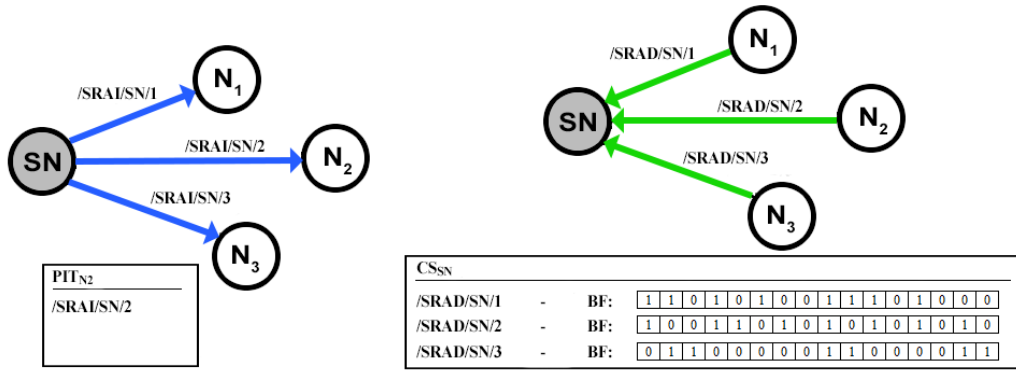 SN
N1
N2
N3
/SRAI/SN/1
/SRAI/SN/2
/SRAI/SN/3
PITN2
/SRAI/SN/2
SN
N1
N2
N3
/SRAD/SN/1
/SRAD/SN/2
/SRAD/SN/3
CSSN
/SRAD/SN/1 - BF: 1 1 0 1 0 1 0 0 1 1 1 0 1 0 0 0
/SRAD/SN/2 - BF: 1 0 0 1 1 0 1 0 1 0 1 0 1 0 1 0
/SRAD/SN/3 - BF: 0 1 1 0 0 0 0 0 1 1 0 0 0 0 1 1